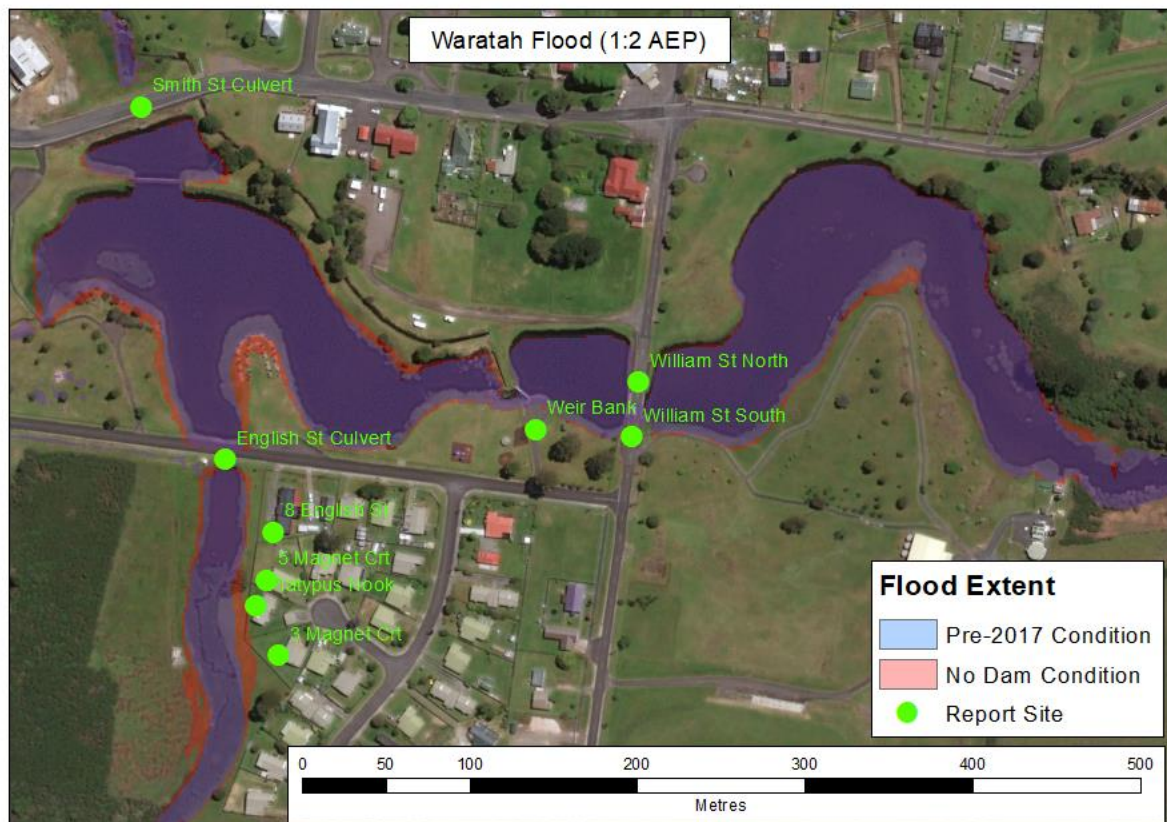 Waratah Flood (1:2 AEP)
Smith St Culvert
William St North
Weir Bank
William St South
English St Culvert
8 English St
5 Magnet Crt
latypus Nook
3 Magnet Crt
Flood Extent
Pre-2017 Condition
No Dam Condition
Report Site
0 50 100 200 300 400 500
Metres